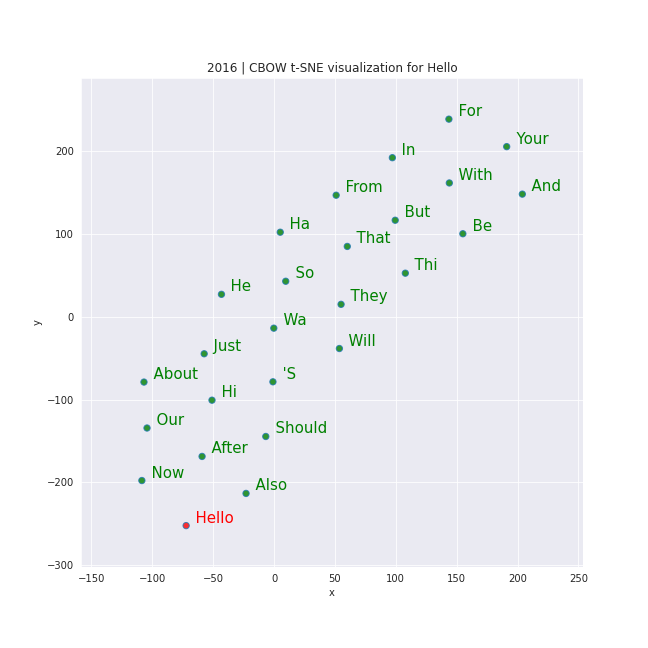 2016 | CBOW t-SNE visualization for Hello
For
Your
In
With
And
From
But
Be
Ha
That
Thi
So
He
They
Wa
Will
Just
'S
About
Hi
Our
Should
After
Now
Also
Hello
200
100
0
−100
−200
−300
y
−150
−100
−50
0
50
100
150
200
250
x